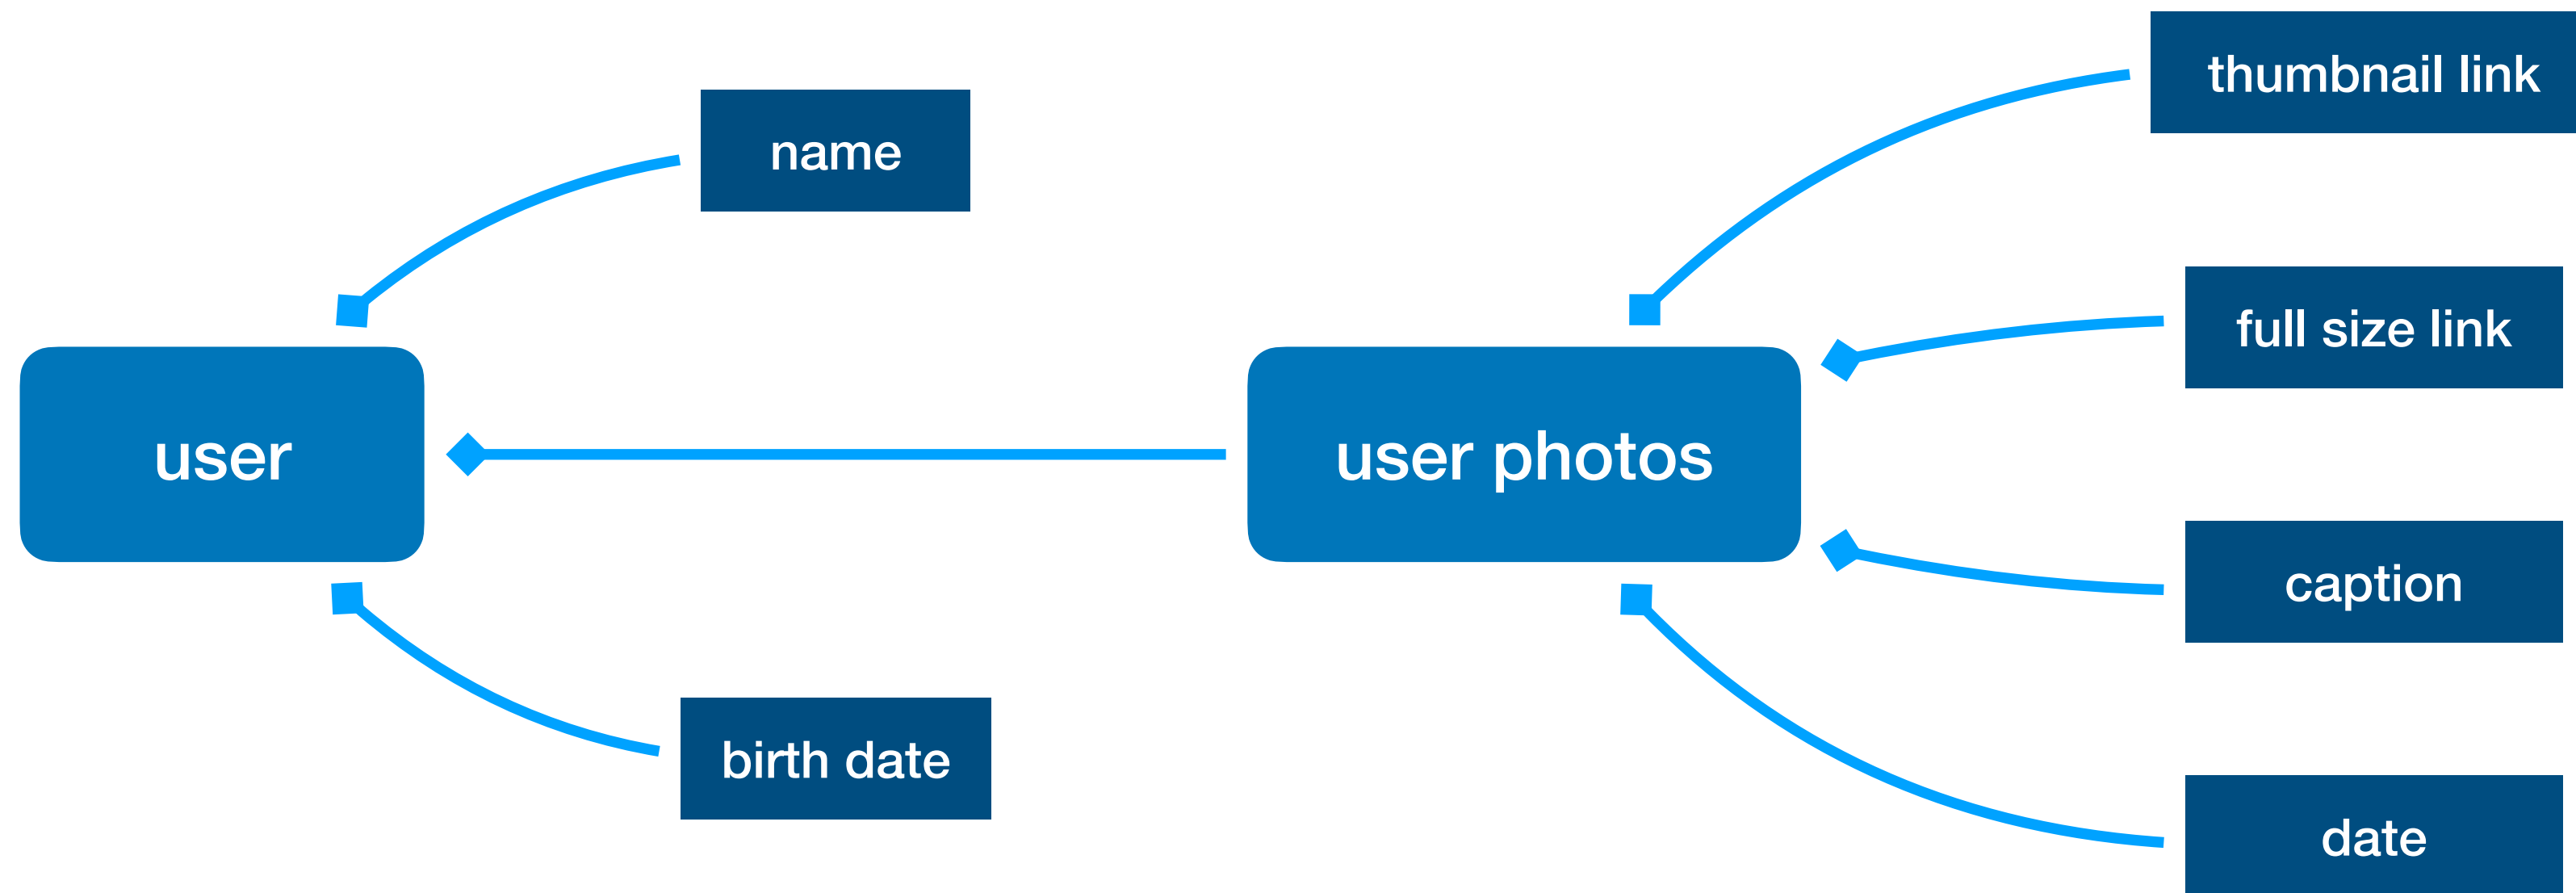 thumbnail link
name
full size link
user
user photos
caption
birth date
date